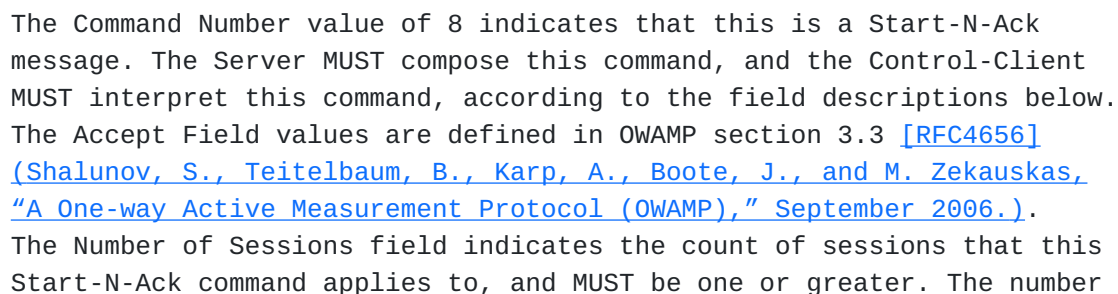 The Command Number value of 8 indicates that this is a Start-N-Ack
message. The Server MUST compose this command, and the Control-Client
MUST interpret this command, according to the field descriptions below.
The Accept Field values are defined in OWAMP section 3.3 [RFC4656]
(Shalunov, S., Teitelbaum, B., Karp, A., Boote, J., and M. Zekauskas,
“A One-way Active Measurement Protocol (OWAMP),” September 2006.).
The Number of Sessions field indicates the count of sessions that this
Start-N-Ack command applies to, and MUST be one or greater. The number